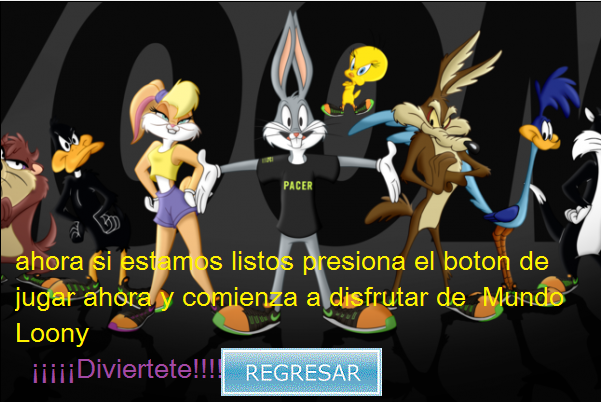 PACER
ahora si estamos listos presiona el boton de
jugar ahora y comienza a disfrutar de Mundo
Loony
¡¡¡¡¡Diviertete!!!!
REGRESAR